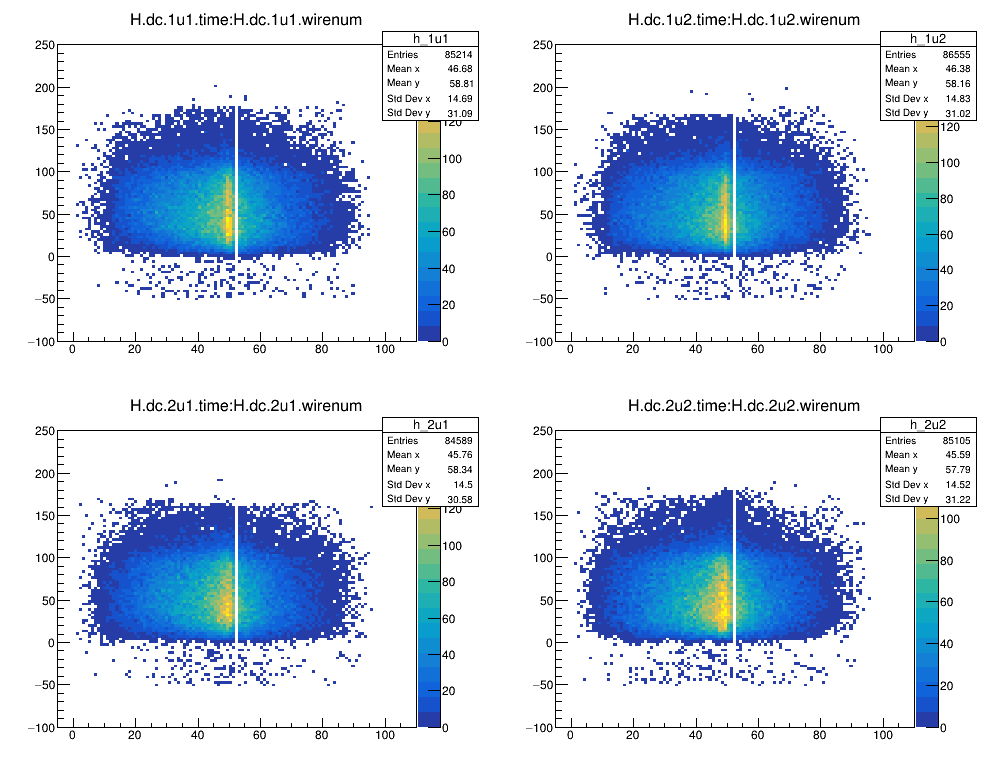 H.dc.1u1.time:H.dc.1u1.wirenum
h_1u1
Entries 85214
Mean x 46.68
Mean y 58.81
Std Dev x 14.69
Std Dev y 31.09
250
200
150
100
50
0
−50
−100
0 20 40 60 80 100
120
100
80
60
40
20
0
H.dc.1u2.time:H.dc.1u2.wirenum
h_1u2
Entries 86555
Mean x 46.38
Mean y 58.16
Std Dev x 14.83
Std Dev y 31.02
250
200
150
100
50
0
−50
−100
0 20 40 60 80 100
120
100
80
60
40
20
0
H.dc.2u1.time:H.dc.2u1.wirenum
h_2u1
Entries 84589
Mean x 45.76
Mean y 58.34
Std Dev x 14.5
Std Dev y 30.58
250
200
150
100
50
0
−50
−100
0 20 40 60 80 100
120
100
80
60
40
20
0
H.dc.2u2.time:H.dc.2u2.wirenum
h_2u2
Entries 85105
Mean x 45.59
Mean y 57.79
Std Dev x 14.52
Std Dev y 31.22
250
200
150
100
50
0
−50
−100
0 20 40 60 80 100
100
80
60
40
20
0